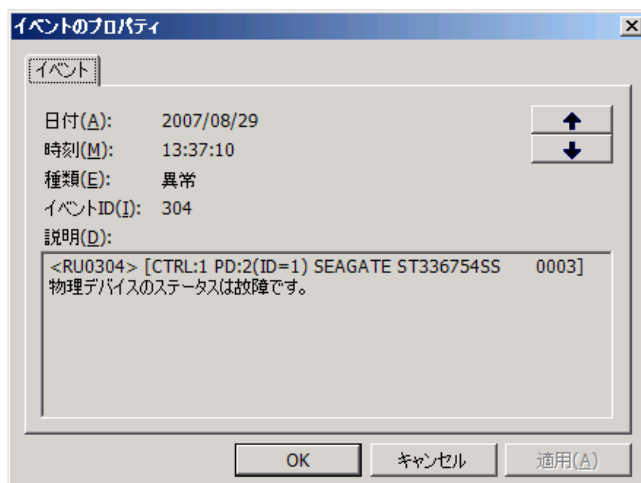 イベントのプロパティ
イベント
日付(A): 2007/08/29
時刻(M): 13:37:10
種類(E): 異常
イベントID(I): 304
説明(D):
<RU0304> [CTRL:1 PD:2(ID=1) SEAGATE ST336754SS 0003]
物理デバイスのステータスは故障です。
OK キャンセル 適用(A)